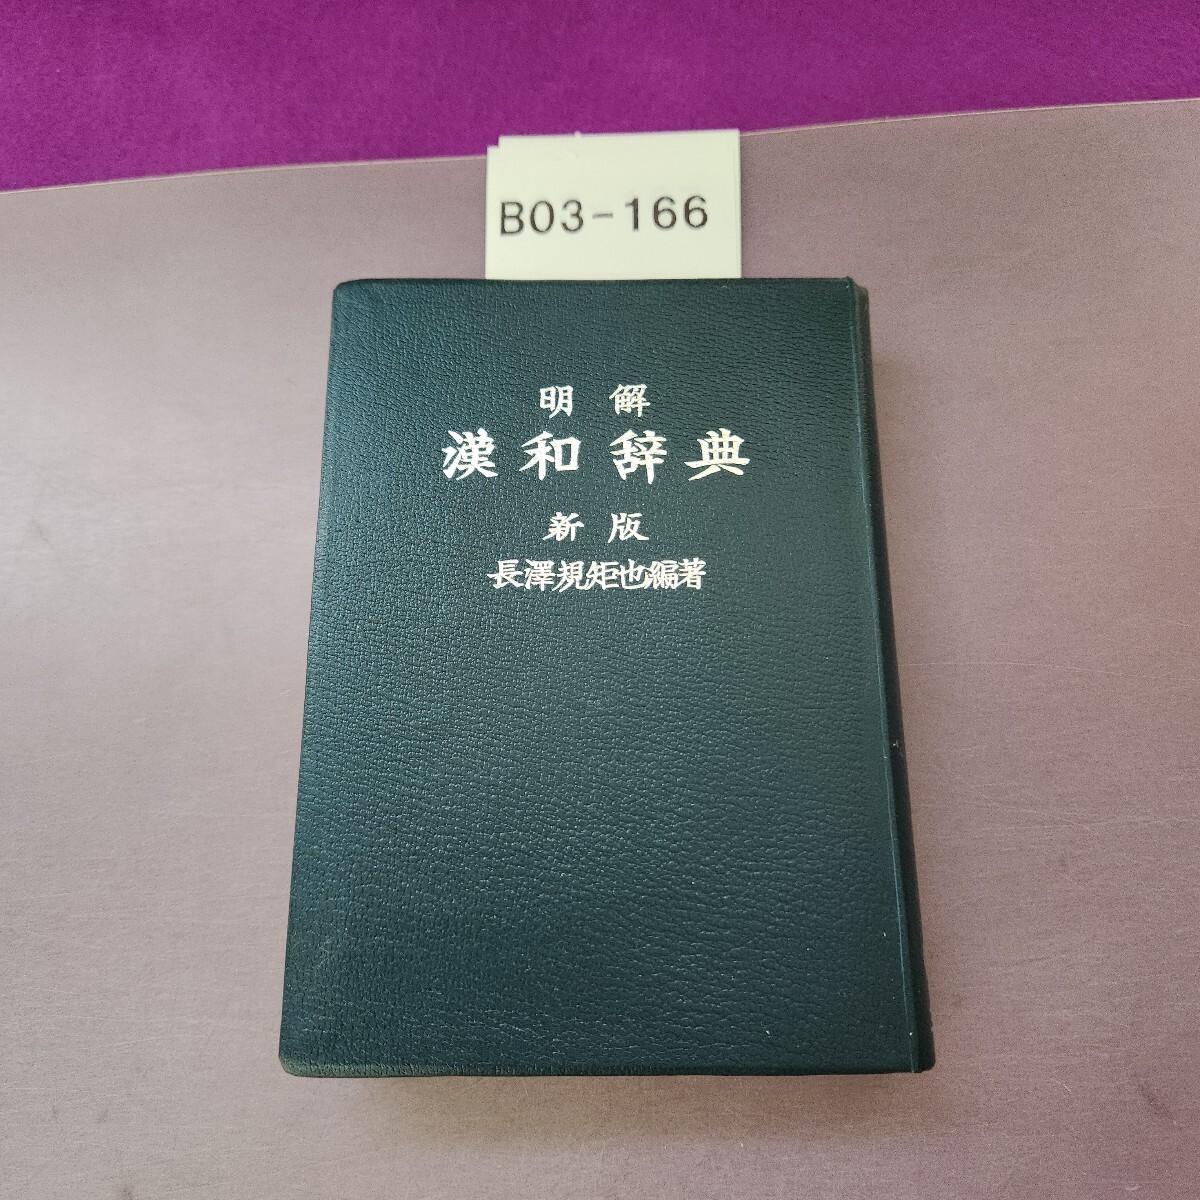 B03-166
明解
漢和辞典
新版
長澤規矩也編著